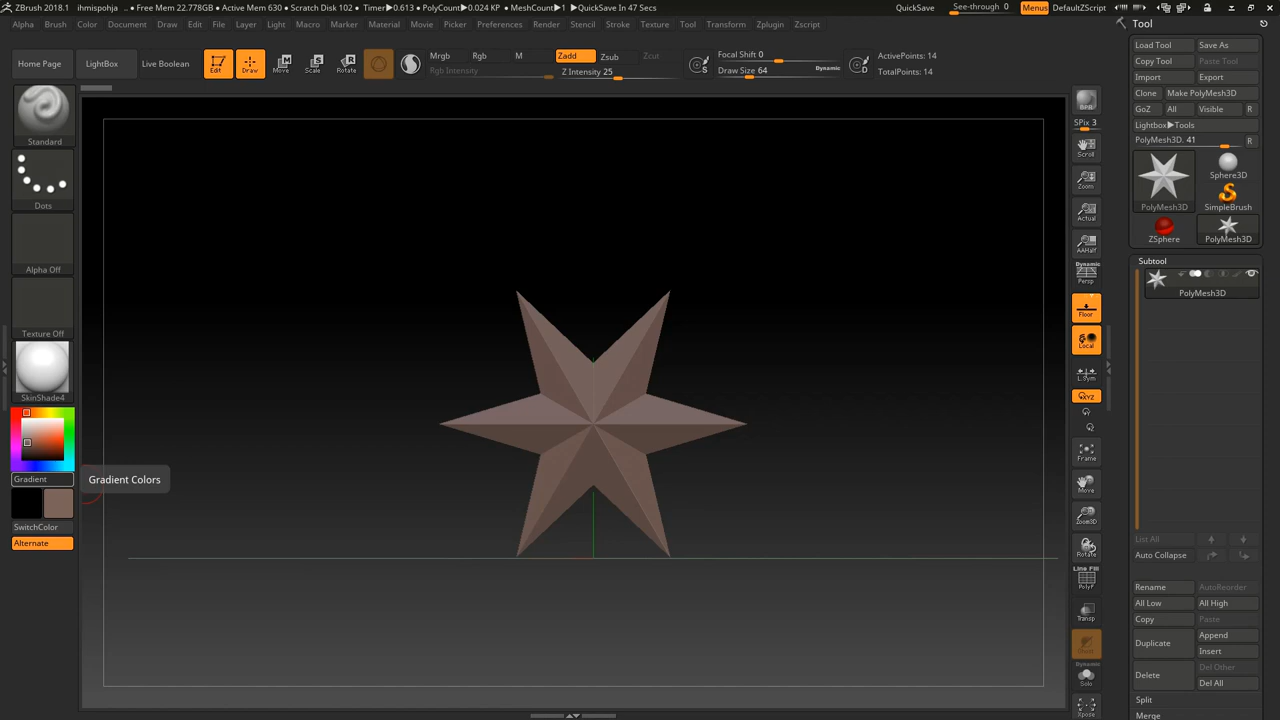 ZBrush 2018.1 ihmispohja .. • Free Mem 22.778GB • Active Mem 630 • Scratch Disk 102 • Timer▶0.613 • PolyCount▶0.024 KP • MeshCount▶1 ▶QuickSave In 47 Secs QuickSave See-through 0 Menus DefaultZScript
Alpha Brush Color Document Draw Edit File Layer Light Macro Marker Material Movie Picker Preferences Render Stencil Stroke Texture Tool Transform Zplugin Zscript
Tool
Home Page LightBox Live Boolean Edit Draw Move Scale Rotate
Mrgb Rgb M Zadd Zsub Zcut
Rgb Intensity Z Intensity 25
Focal Shift 0
Draw Size 64 Dynamic
S
D
ActivePoints: 14
TotalPoints: 14
Standard
Dots
Alpha Off
Texture Off
SkinShade4
Gradient
Gradient Colors
SwitchColor
Alternate
BPR
SPix 3
Scroll
Zoom
Actual
AAHalf
Dynamic
Persp
Floor
Local
L.Sym
XYZ
Frame
Move
Zoom3D
Rotate
Line Fill
PolyF
Transp
Ghost
Dynamic
Solo
Xpose
Load Tool Save As
Copy Tool Paste Tool
Import Export
Clone Make PolyMesh3D
GoZ All Visible R
Lightbox▶Tools
PolyMesh3D. 41 R
PolyMesh3D
Sphere3D
SimpleBrush
ZSphere
PolyMesh3D
Subtool
PolyMesh3D
List All
Auto Collapse
Rename AutoReorder
All Low All High
Copy Paste
Duplicate Append
Insert
Delete Del Other
Del All
Split
Merge